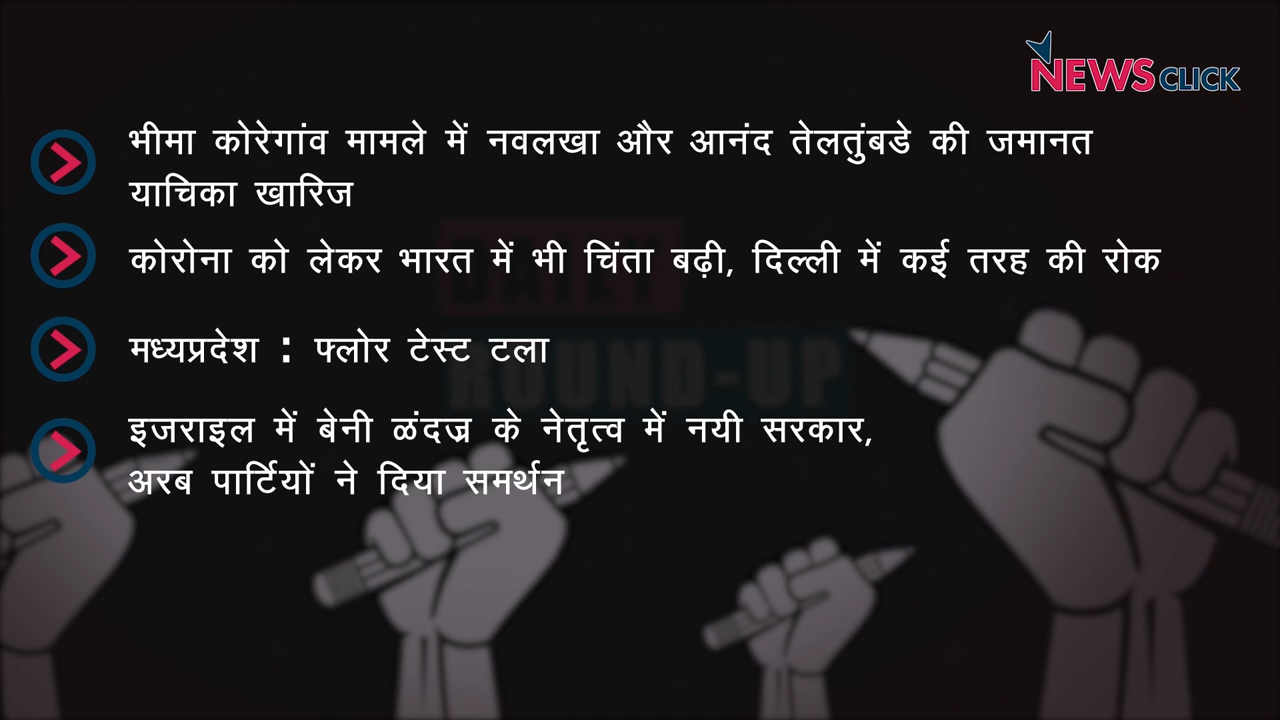 NEWSCLICK
भीमा कोरेगांव मामले में नवलखा और आनंद तेलतुंबडे की जमानत
याचिका खारिज
कोरोना को लेकर भारत में भी चिंता बढ़ी, दिल्ली में कई तरह की रोक
मध्यप्रदेश : फ्लोर टेस्ट टला
इजराइल में बेनी ळंदज्र के नेतृत्व में नयी सरकार,
अरब पार्टियों ने दिया समर्थन
DAILY
ROUND-UP